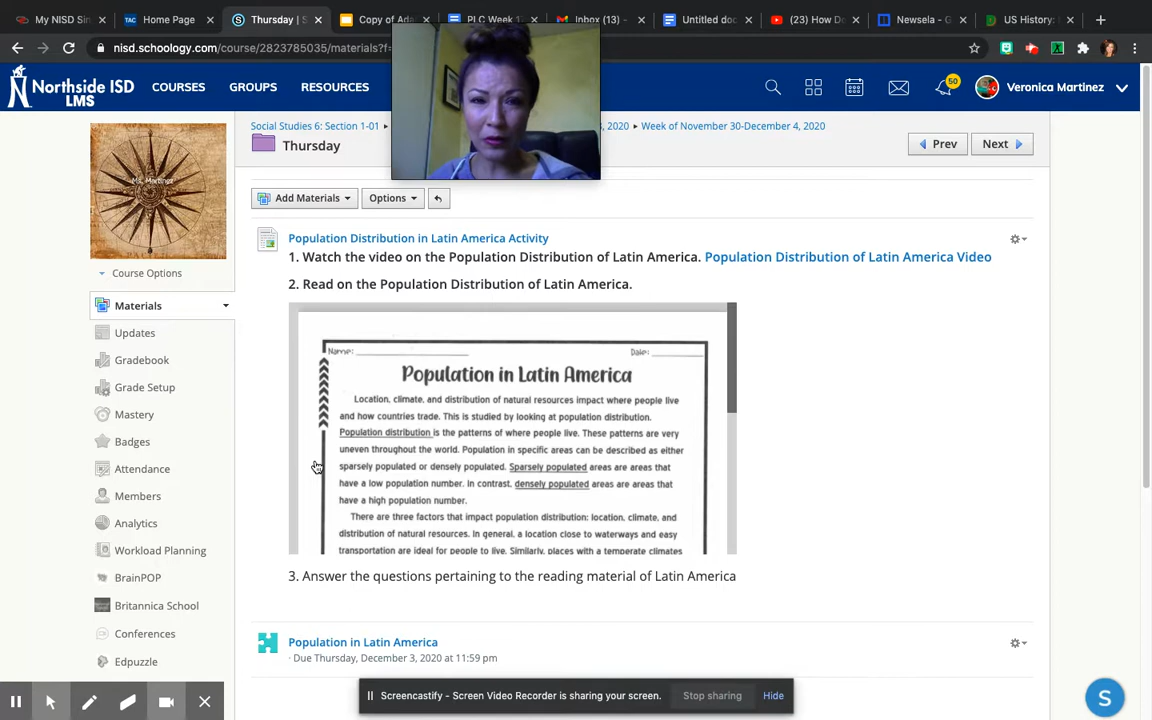 My NISD Sin
Home Page
Thursday | S
Copy of Ada
PLC Week 1
Inbox (13) -
Untitled doc
(23) How Do
Newsela - G
US History:
nisd.schoology.com/course/2823785035/materials?f=
Northside ISD
LMS
COURSES
GROUPS
RESOURCES
50
Veronica Martinez
Ms. Martinez
Course Options
Materials
Updates
Gradebook
Grade Setup
Mastery
Badges
Attendance
Members
Analytics
Workload Planning
BrainPOP
Britannica School
Conferences
Edpuzzle
Social Studies 6: Section 1-01
, 2020
Week of November 30-December 4, 2020
Thursday
Prev
Next
Add Materials
Options
Population Distribution in Latin America Activity
1. Watch the video on the Population Distribution of Latin America. Population Distribution of Latin America Video
2. Read on the Population Distribution of Latin America.
Name: Date:
Population in Latin America
Location, climate, and distribution of natural resources impact where people live
and how countries trade. This is studied by looking at population distribution.
Population distribution is the patterns of where people live. These patterns are very
uneven throughout the world. Population in specific areas can be described as either
sparsely populated or densely populated. Sparsely populated areas are areas that
have a low population number. In contrast, densely populated areas are areas that
have a high population number.
There are three factors that impact population distribution: location, climate, and
distribution of natural resources. In general, a location close to waterways and easy
transportation are ideal for people to live. Similarly, places with a temperate climates
3. Answer the questions pertaining to the reading material of Latin America
Population in Latin America
· Due Thursday, December 3, 2020 at 11:59 pm
Screencastify - Screen Video Recorder is sharing your screen.
Stop sharing
Hide
S